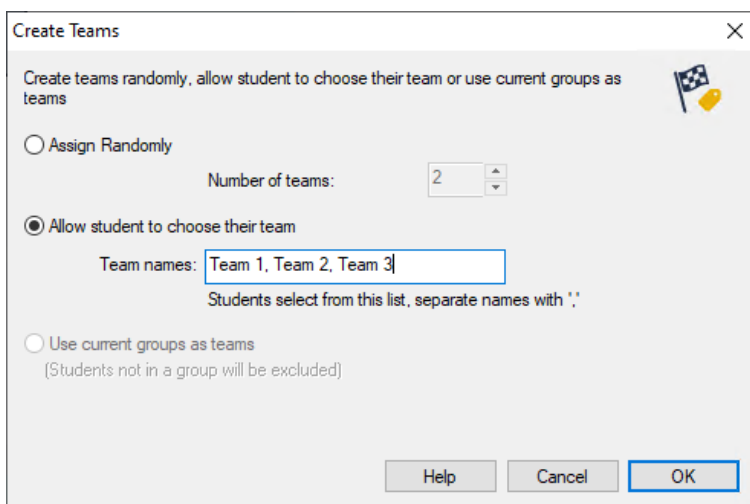 Create Teams
Create teams randomly, allow student to choose their team or use current groups as
teams
Assign Randomly
Number of teams: 2
Allow student to choose their team
Team names: Team 1, Team 2, Team 3
Students select from this list, separate names with ','
Use current groups as teams
(Students not in a group will be excluded)
Help Cancel OK